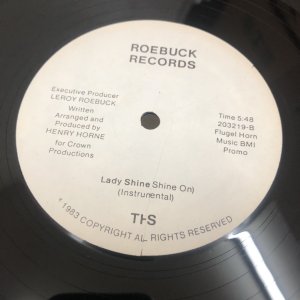 ROEBUCK
RECORDS
Executive Producer
LEROY ROEBUCK
Written
Arranged and
Produced by
HENRY HORNE
for Crown
Productions
Time 5:48
203219-B
Flugel Horn
Music BMI
Promo
Lady Shine Shine On)
(Instrumental)
THS
* 1983 COPYRIGHT ALL RIGHTS RESERVED